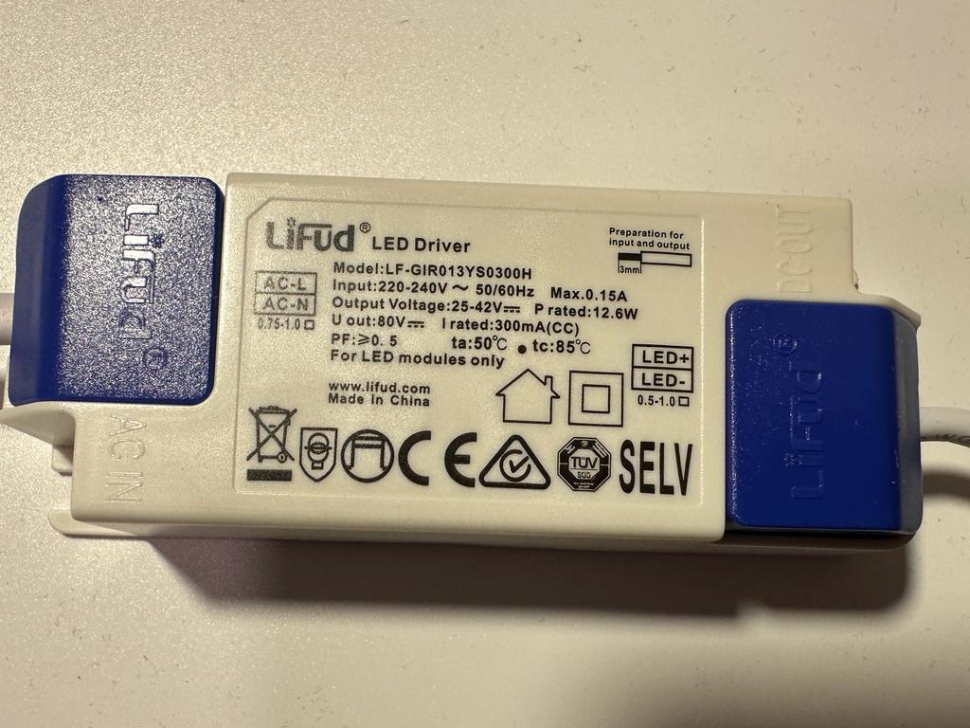 LiFud®
LiFud® LED Driver
Preparation for
input and output
3mm
Model:LF-GIR013YS0300H
AC-L
AC-N
0.75-1.0□
Input:220-240V ~ 50/60Hz Max.0.15A
Output Voltage:25-42V⎓ P rated:12.6W
U out:80V⎓ I rated:300mA(CC)
PF:≥0.5 ta:50℃ • tc:85℃
For LED modules only
LED+
LED-
0.5-1.0□
www.lifud.com
Made in China
CE
TÜV
SÜD
SELV
AC IN
DC OUT
LiFud®